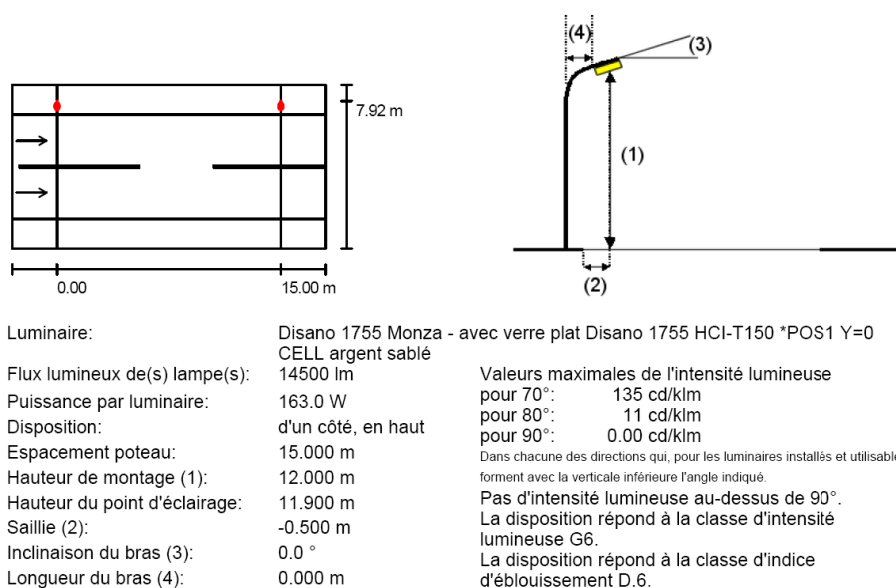 (4)
(3)
7.92 m
(1)
0.00
15.00 m
(2)
Luminaire:
Disano 1755 Monza - avec verre plat Disano 1755 HCI-T150 *POS1 Y=0
CELL argent sablé
Flux lumineux de(s) lampe(s): 14500 lm
Puissance par luminaire: 163.0 W
Disposition: d'un côté, en haut
Espacement poteau: 15.000 m
Hauteur de montage (1): 12.000 m
Hauteur du point d'éclairage: 11.900 m
Saillie (2): -0.500 m
Inclinaison du bras (3): 0.0 °
Longueur du bras (4): 0.000 m
Valeurs maximales de l'intensité lumineuse
pour 70°: 135 cd/klm
pour 80°: 11 cd/klm
pour 90°: 0.00 cd/klm
Dans chacune des directions qui, pour les luminaires installés et utilisable
forment avec la verticale inférieure l'angle indiqué.
Pas d'intensité lumineuse au-dessus de 90°.
La disposition répond à la classe d'intensité
lumineuse G6.
La disposition répond à la classe d'indice
d'éblouissement D.6.